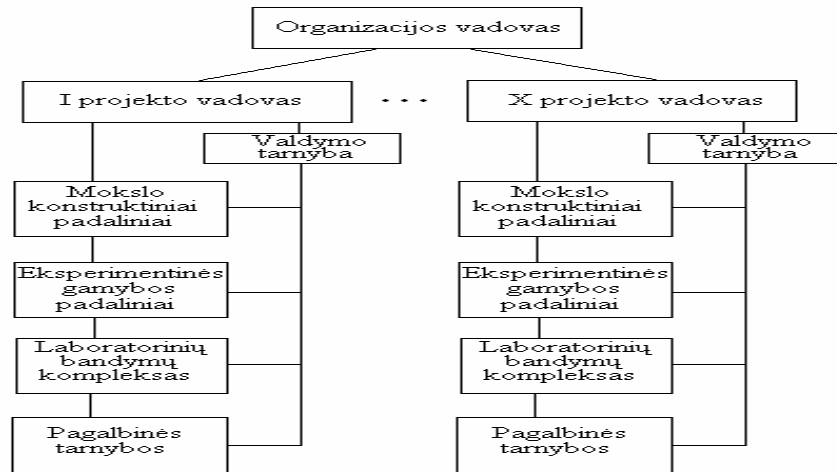 Organizacijos vadovas
I projekto vadovas
. . .
X projekto vadovas
Valdymo
tarnyba
Mokslo
konstruktiniai
padaliniai
Eksperimentinės
gamybos
padaliniai
Laboratorinių
bandymų
kompleksas
Pagalbinės
tarnybos
Valdymo
tarnyba
Mokslo
konstruktiniai
padaliniai
Eksperimentinės
gamybos
padaliniai
Laboratorinių
bandymų
kompleksas
Pagalbinės
tarnybos